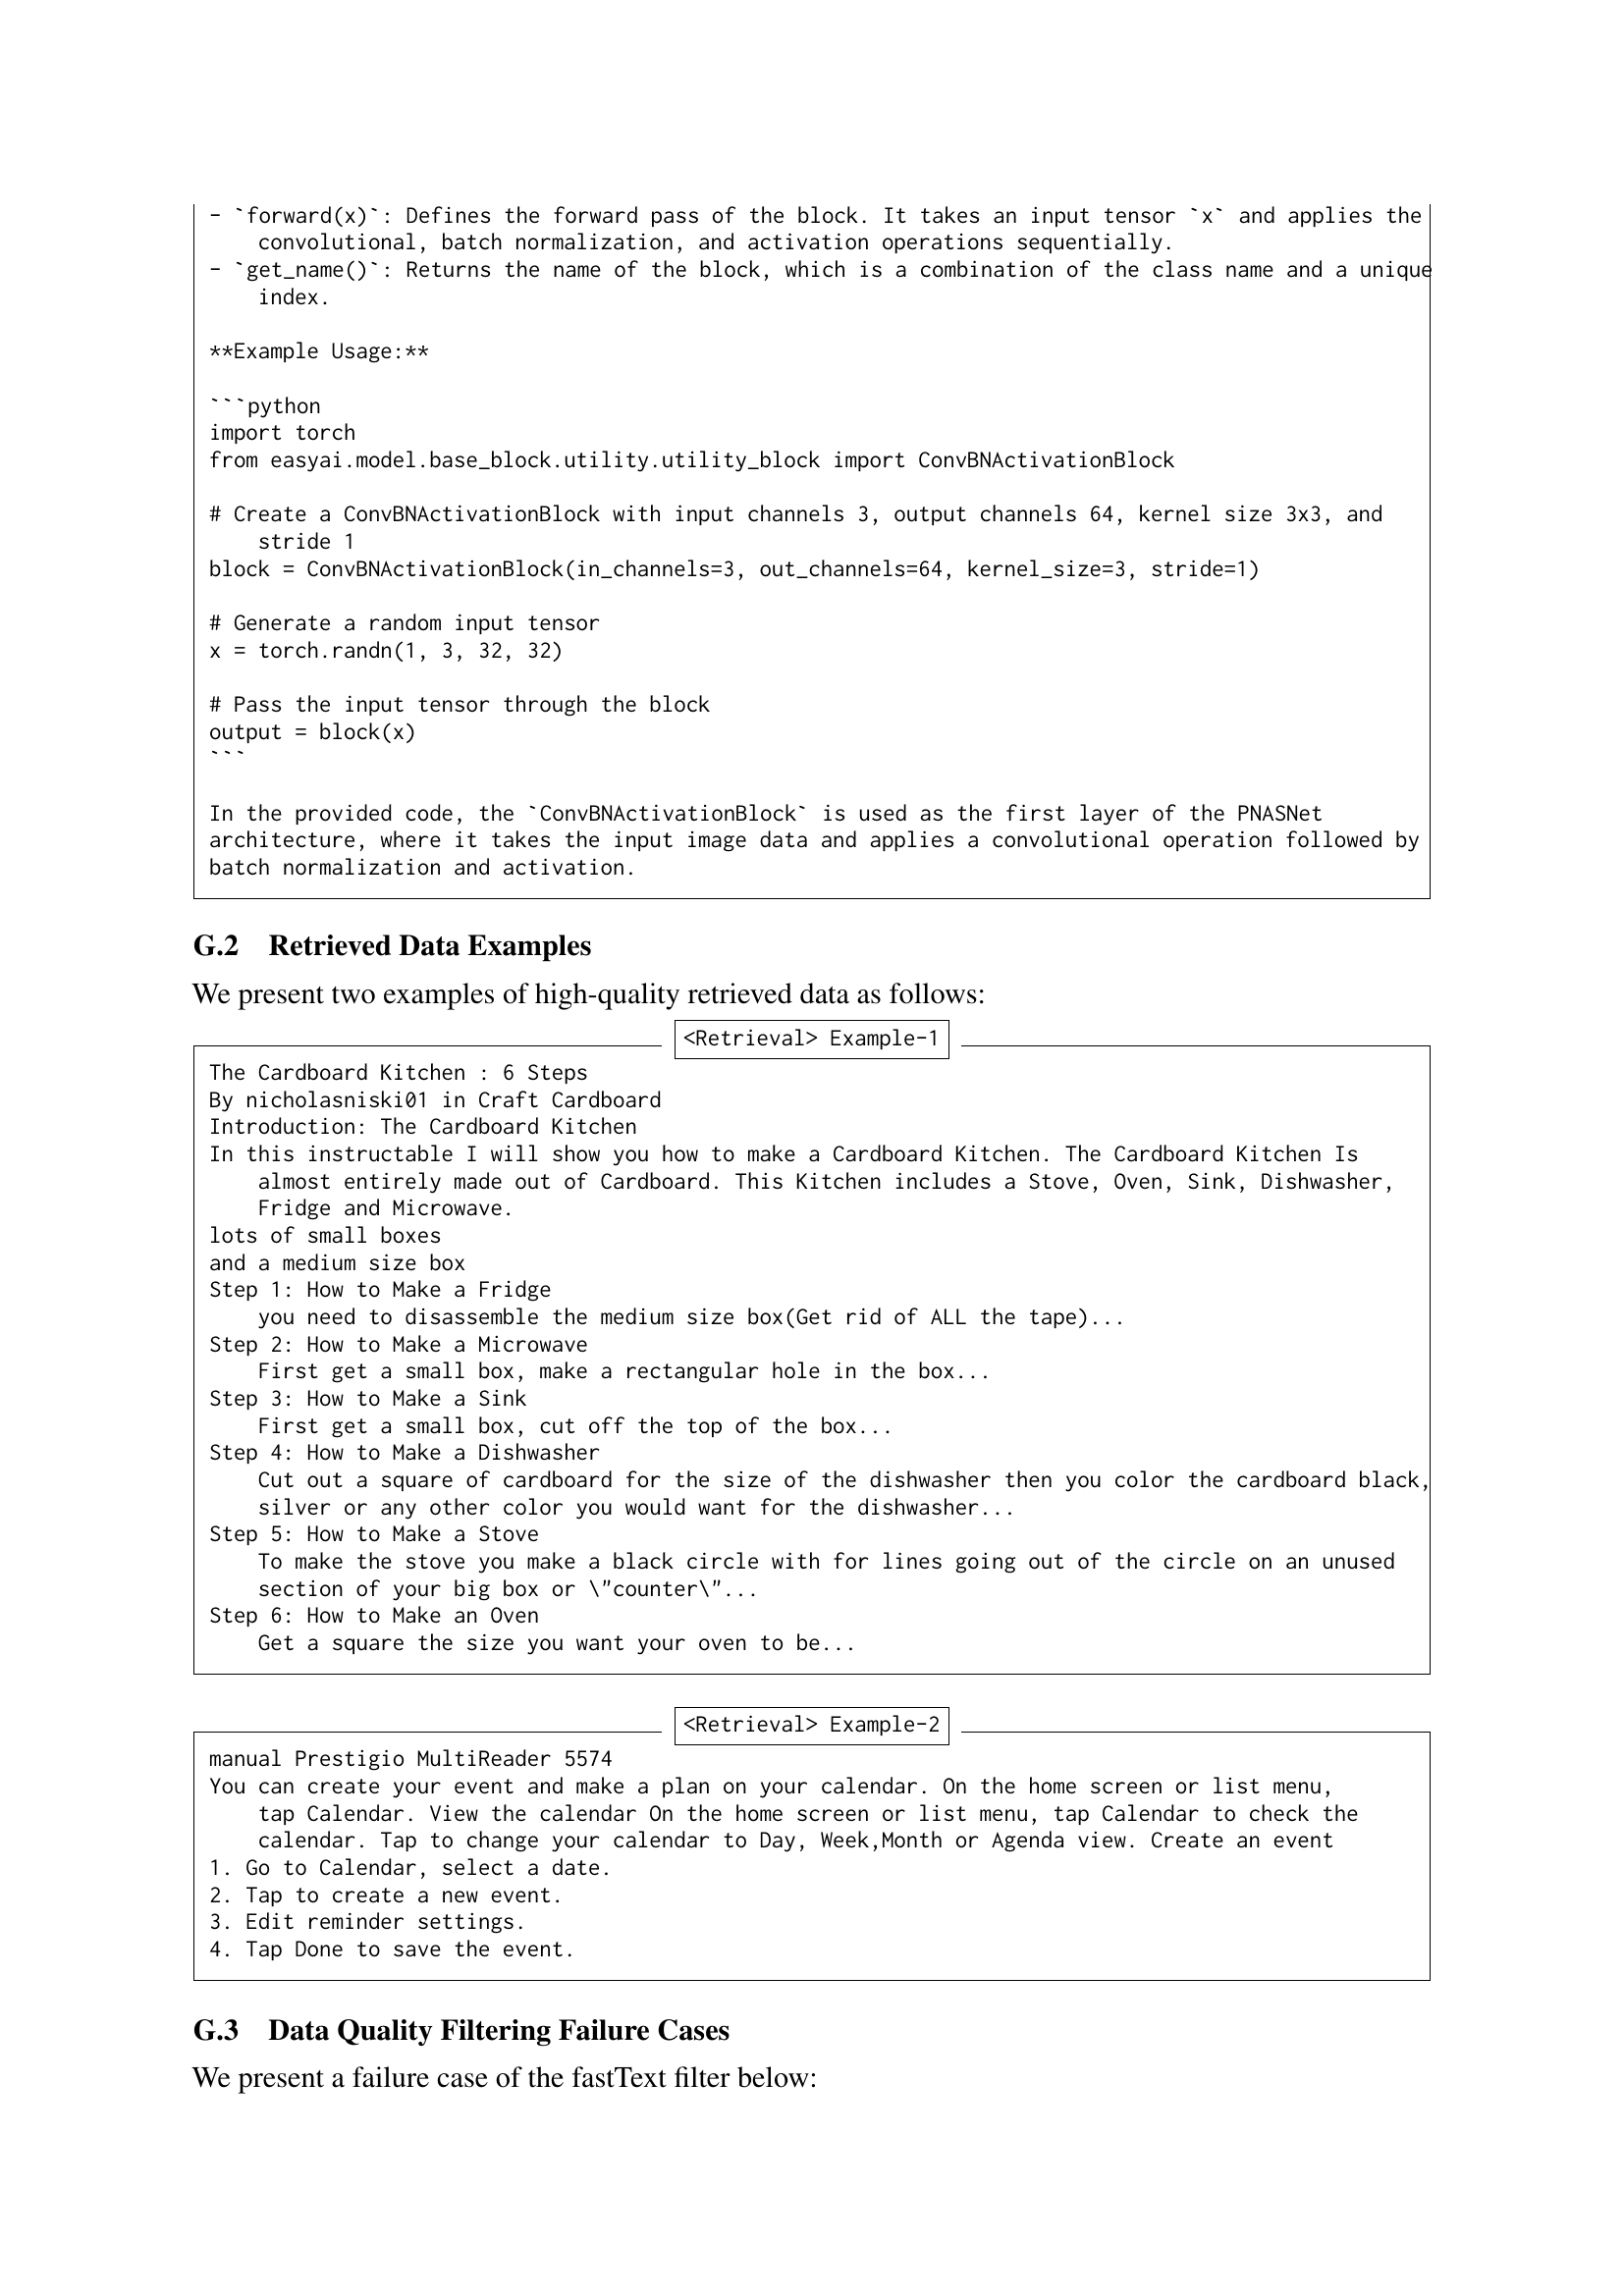 - `forward(x)`: Defines the forward pass of the block. It takes an input tensor `x` and applies the
convolutional, batch normalization, and activation operations sequentially.
- `get_name()`: Returns the name of the block, which is a combination of the class name and a unique
index.
**Example Usage:**
```python
import torch
from easyai.model.base_block.utility.utility_block import ConvBNActivationBlock
# Create a ConvBNActivationBlock with input channels 3, output channels 64, kernel size 3x3, and
stride 1
block = ConvBNActivationBlock(in_channels=3, out_channels=64, kernel_size=3, stride=1)
# Generate a random input tensor
x = torch.randn(1, 3, 32, 32)
# Pass the input tensor through the block
output = block(x)
```
In the provided code, the `ConvBNActivationBlock` is used as the first layer of the PNASNet
architecture, where it takes the input image data and applies a convolutional operation followed by
batch normalization and activation.
G.2 Retrieved Data Examples
We present two examples of high-quality retrieved data as follows:
<Retrieval> Example-1
The Cardboard Kitchen : 6 Steps
By nicholasniski01 in Craft Cardboard
Introduction: The Cardboard Kitchen
In this instructable I will show you how to make a Cardboard Kitchen. The Cardboard Kitchen Is
almost entirely made out of Cardboard. This Kitchen includes a Stove, Oven, Sink, Dishwasher,
Fridge and Microwave.
lots of small boxes
and a medium size box
Step 1: How to Make a Fridge
you need to disassemble the medium size box(Get rid of ALL the tape)...
Step 2: How to Make a Microwave
First get a small box, make a rectangular hole in the box...
Step 3: How to Make a Sink
First get a small box, cut off the top of the box...
Step 4: How to Make a Dishwasher
Cut out a square of cardboard for the size of the dishwasher then you color the cardboard black,
silver or any other color you would want for the dishwasher...
Step 5: How to Make a Stove
To make the stove you make a black circle with for lines going out of the circle on an unused
section of your big box or \"counter\"...
Step 6: How to Make an Oven
Get a square the size you want your oven to be...
<Retrieval> Example-2
manual Prestigio MultiReader 5574
You can create your event and make a plan on your calendar. On the home screen or list menu,
tap Calendar. View the calendar On the home screen or list menu, tap Calendar to check the
calendar. Tap to change your calendar to Day, Week,Month or Agenda view. Create an event
1. Go to Calendar, select a date.
2. Tap to create a new event.
3. Edit reminder settings.
4. Tap Done to save the event.
G.3 Data Quality Filtering Failure Cases
We present a failure case of the fastText filter below: